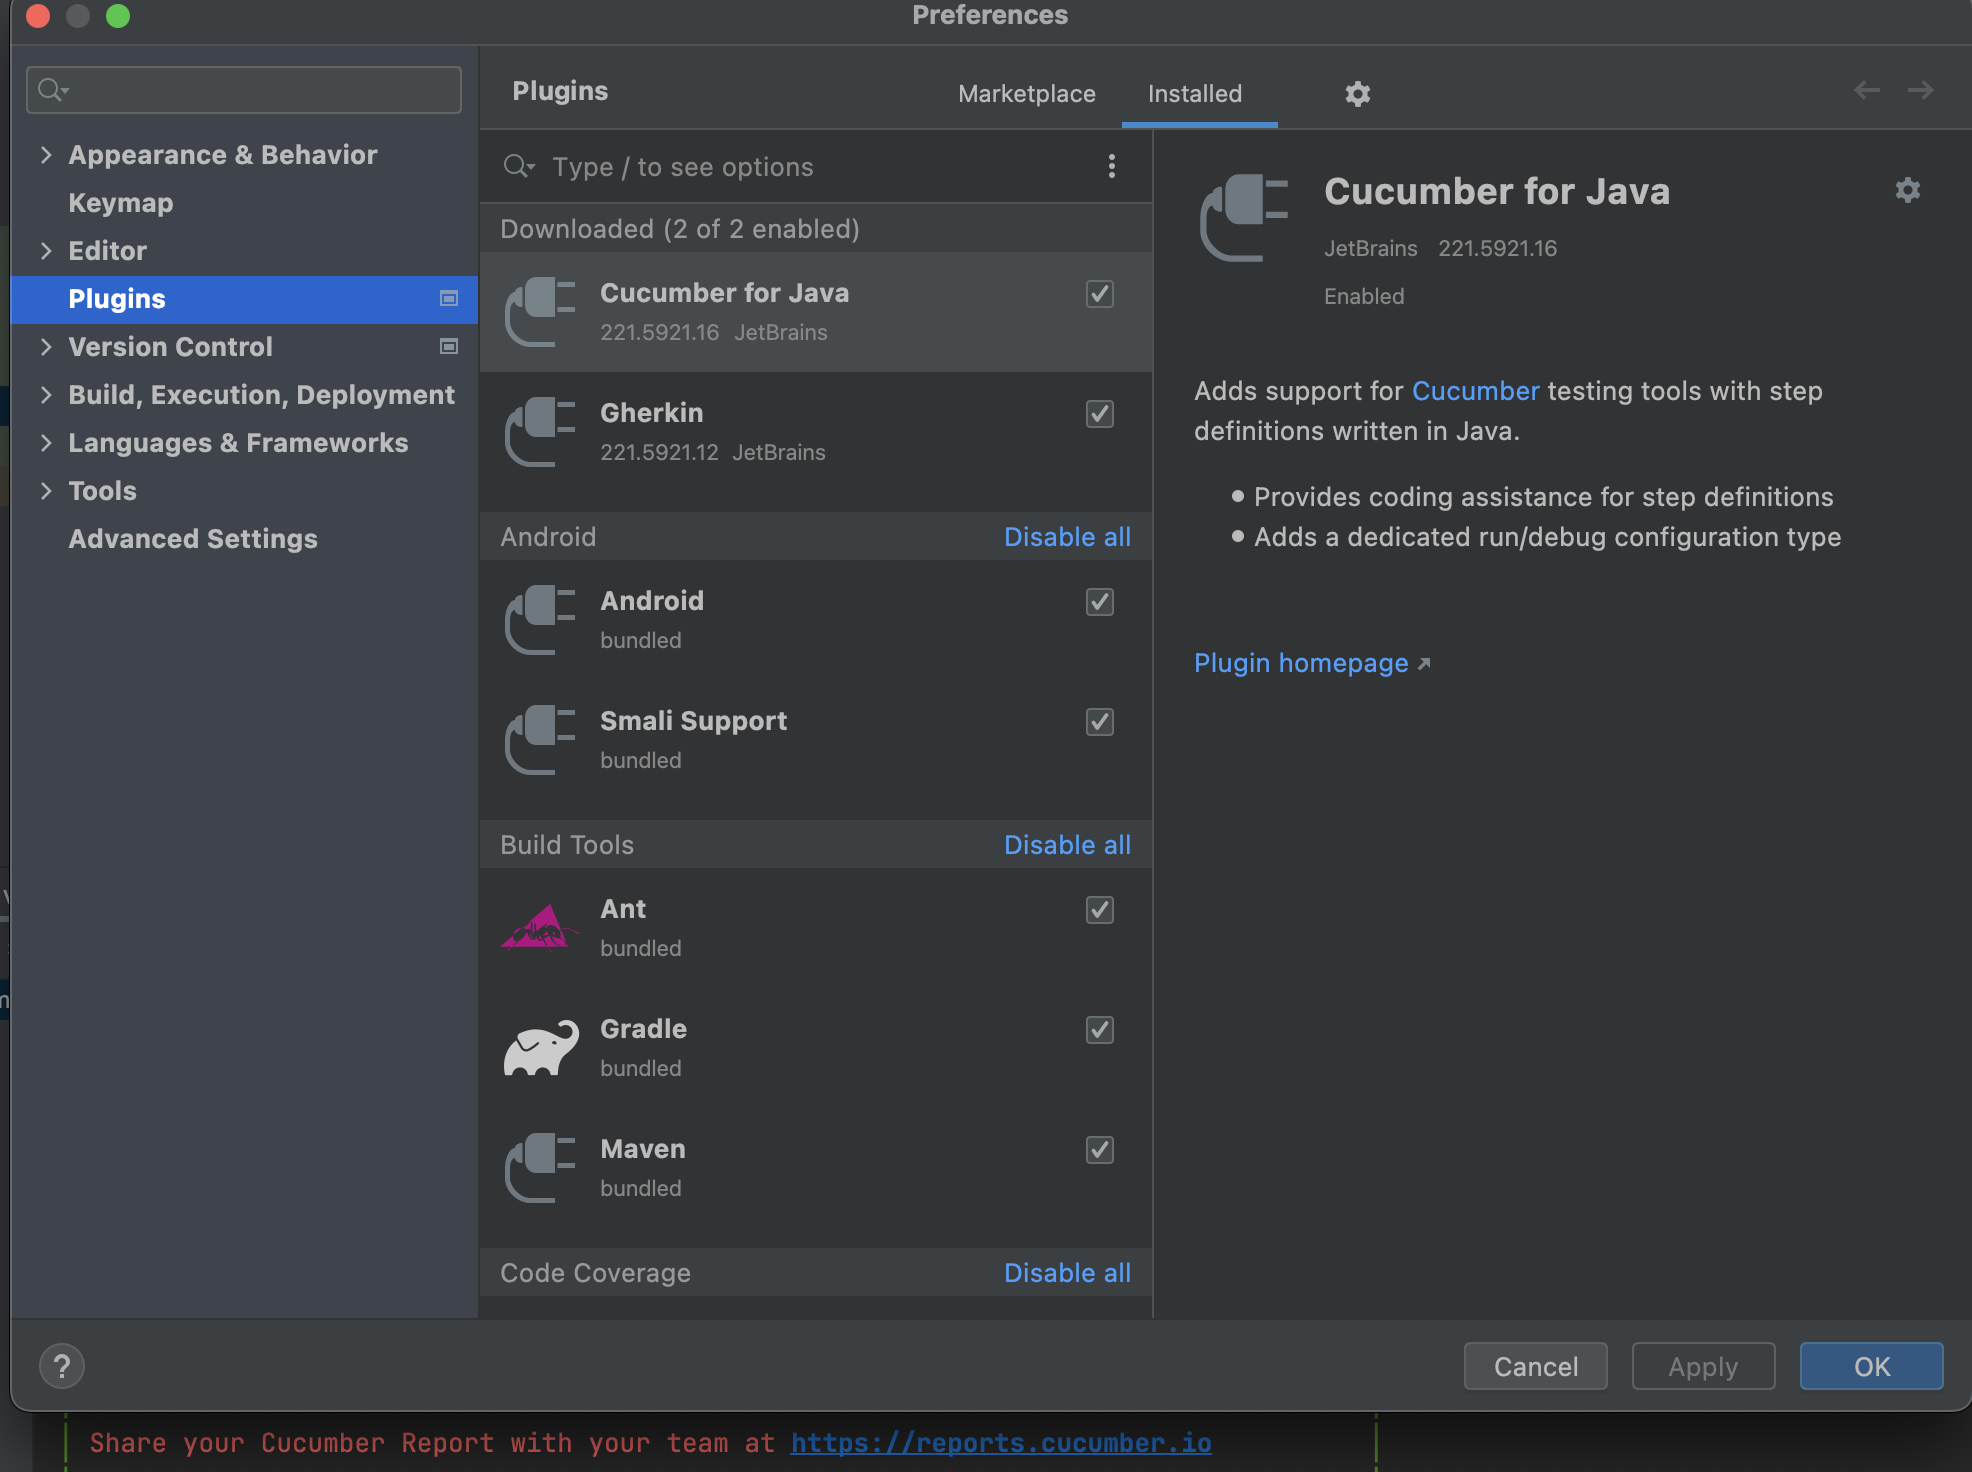 Preferences
Plugins
Marketplace
Installed
Appearance & Behavior
Keymap
Editor
Plugins
Version Control
Build, Execution, Deployment
Languages & Frameworks
Tools
Advanced Settings
Type / to see options
Downloaded (2 of 2 enabled)
Cucumber for Java
221.5921.16 JetBrains
Gherkin
221.5921.12 JetBrains
Android Disable all
Android
bundled
Smali Support
bundled
Build Tools Disable all
Ant
bundled
Gradle
bundled
Maven
bundled
Code Coverage Disable all
Cucumber for Java
JetBrains 221.5921.16
Enabled
Adds support for Cucumber testing tools with step
definitions written in Java.
• Provides coding assistance for step definitions
• Adds a dedicated run/debug configuration type
Plugin homepage ↗
?
Cancel
Apply
OK
Share your Cucumber Report with your team at https://reports.cucumber.io